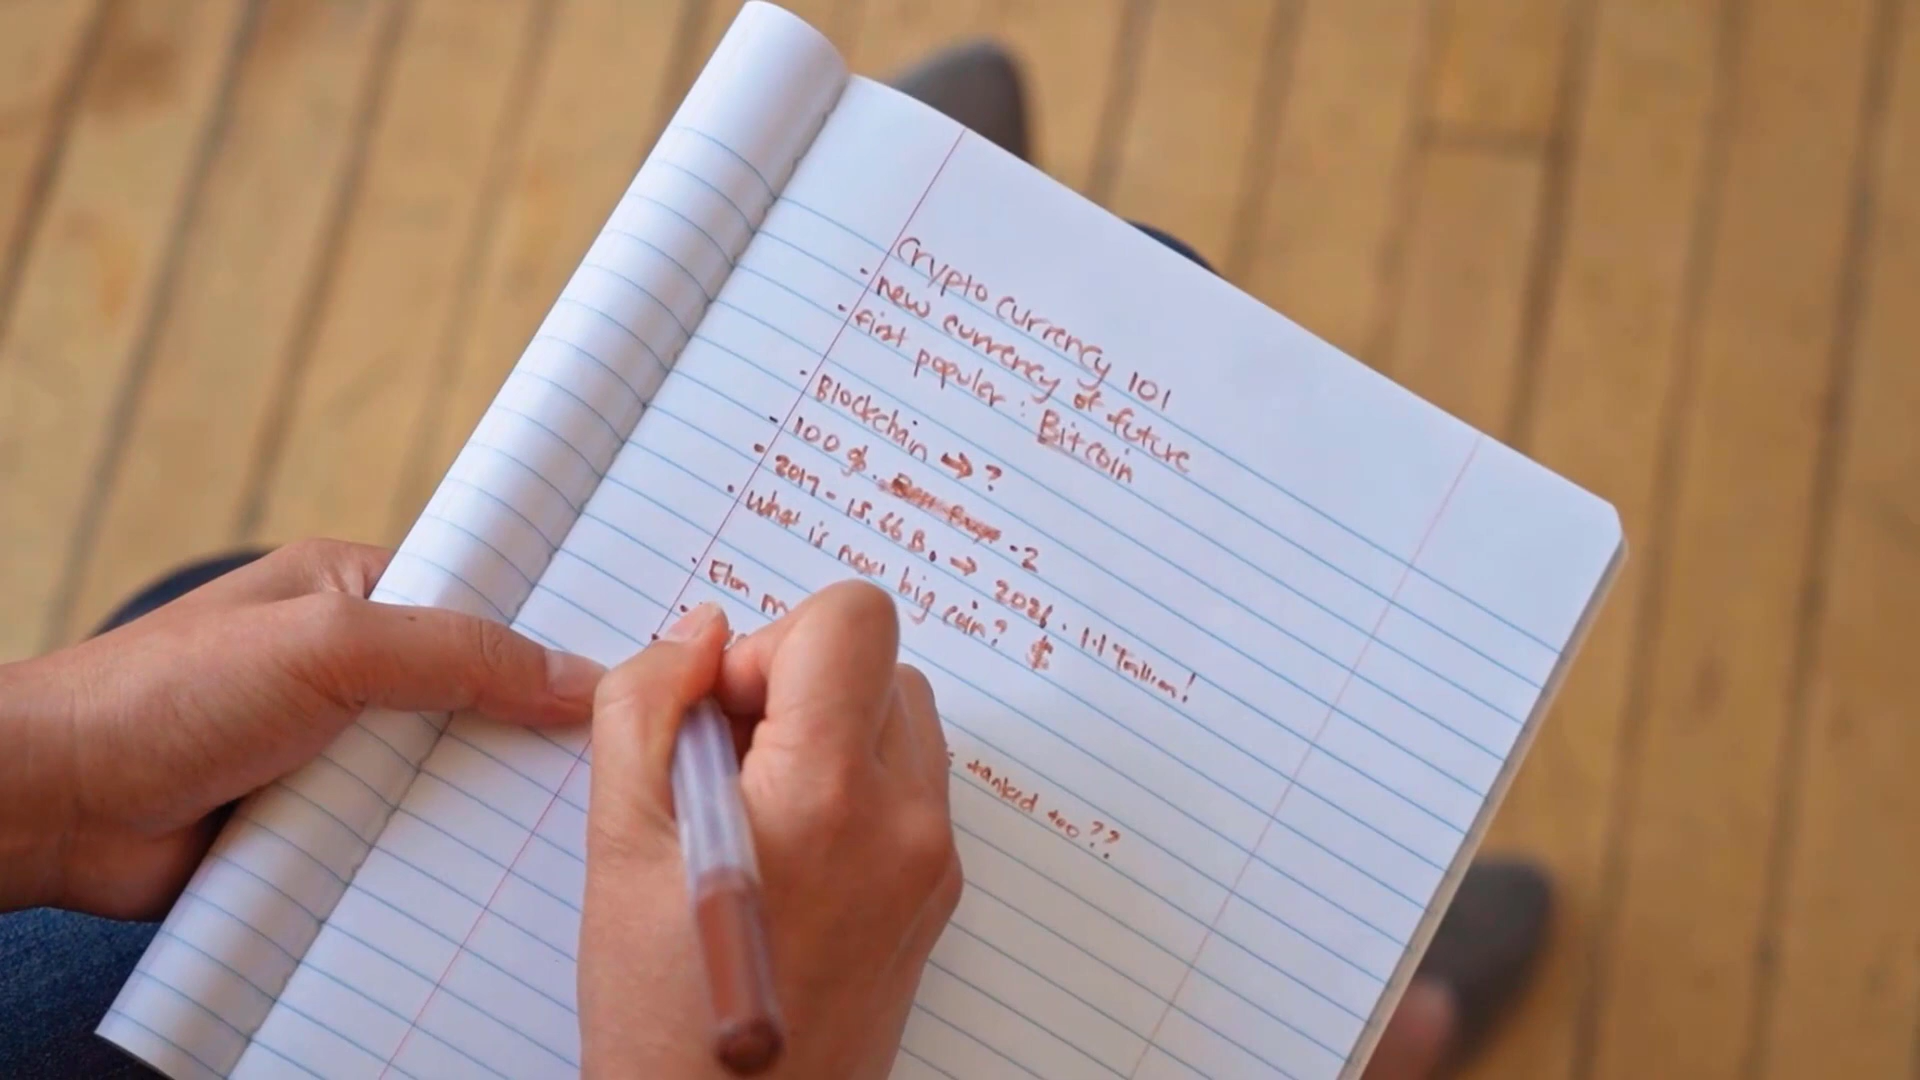 Crypto currency 101
- new currency of future
- first popular : Bitcoin
- Blockchain → ?
- 100 $. - 2
- 2017 - 15.66 B. → 2021. 1.1 Trillion!
- What is next big coin? $
- Elon m
tanked too ??